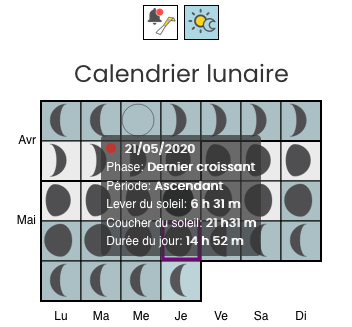 Calendrier lunaire
Avr
21/05/2020
Phase: Dernier croissant
Période: Ascendant
Lever du soleil: 6 h 31 m
Coucher du soleil: 21 h31 m
Durée du jour: 14 h 52 m
Mai
Lu Ma Me Je Ve Sa Di